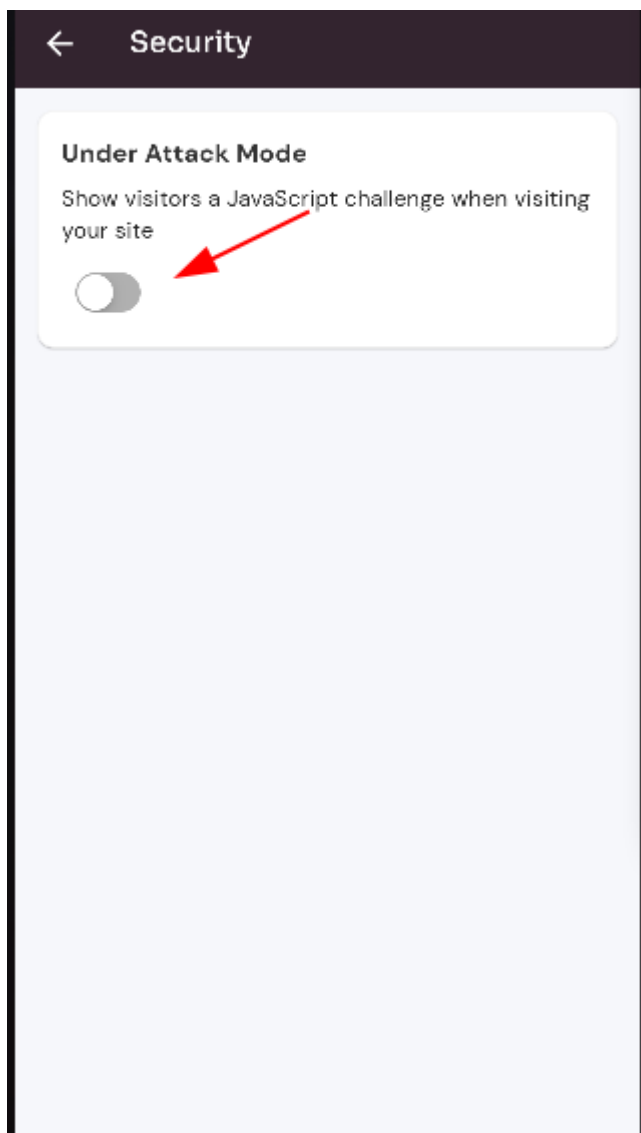 Security
Under Attack Mode
Show visitors a JavaScript challenge when visiting
your site